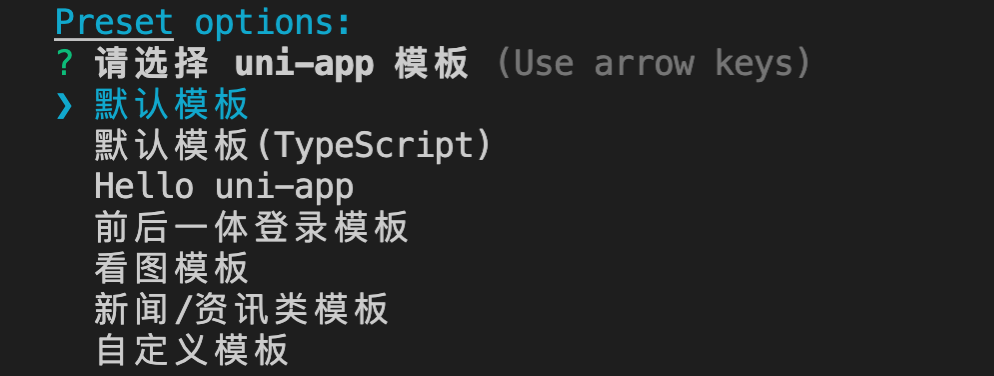 Preset options:
? 请选择 uni-app 模板 (Use arrow keys)
❯ 默认模板
默认模板(TypeScript)
Hello uni-app
前后一体登录模板
看图模板
新闻/资讯类模板
自定义模板